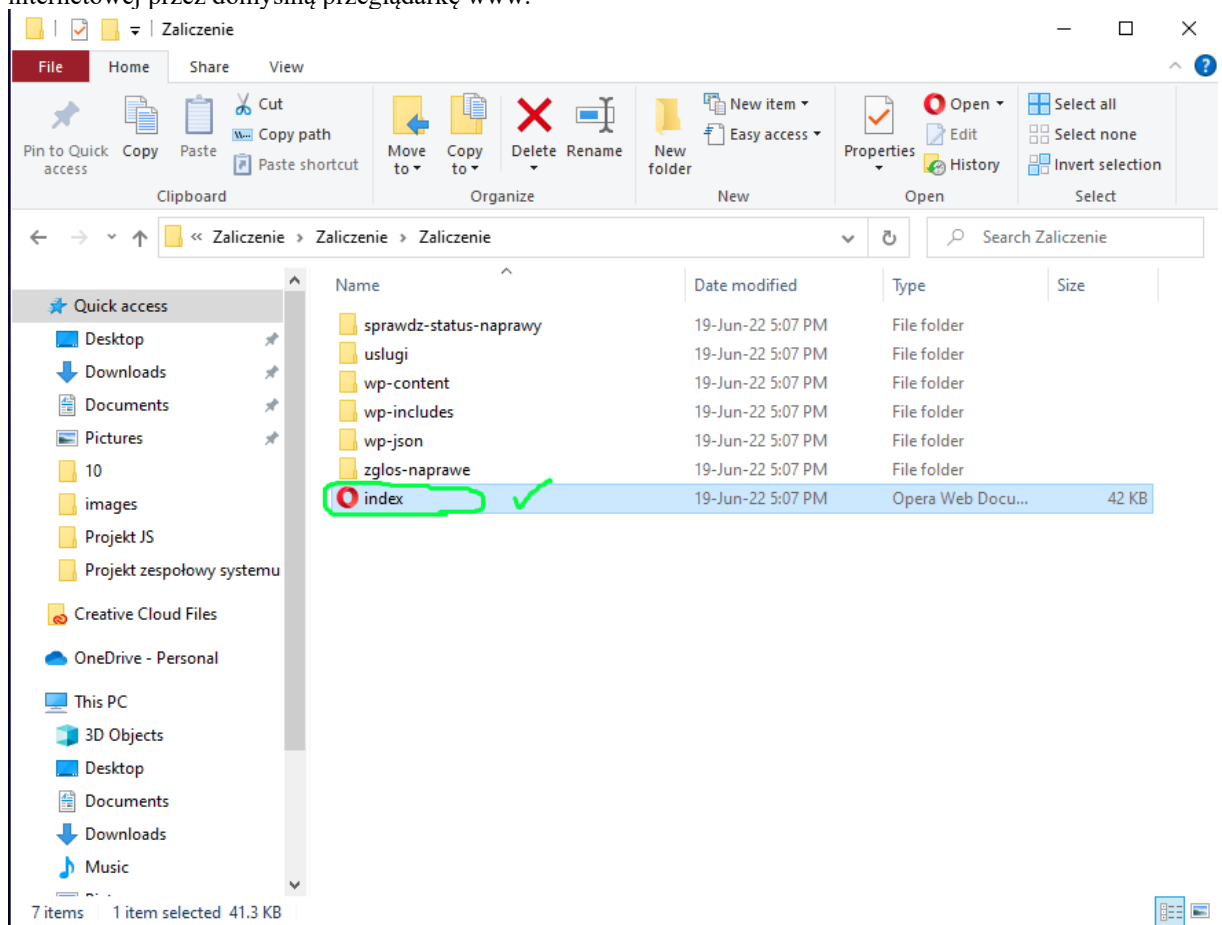 internetowej przez domyślną przeglądarkę www.
Zaliczenie
File Home Share View
Pin to Quick access
Copy
Paste
Cut
Copy path
Paste shortcut
Move to
Copy to
Delete
Rename
New folder
New item
Easy access
Properties
Open
Edit
History
Select all
Select none
Invert selection
Clipboard Organize New Open Select
« Zaliczenie › Zaliczenie › Zaliczenie
Search Zaliczenie
Name Date modified Type Size
Quick access
Desktop
Downloads
Documents
Pictures
10
images
Projekt JS
Projekt zespołowy systemu
Creative Cloud Files
OneDrive - Personal
This PC
3D Objects
Desktop
Documents
Downloads
Music
sprawdz-status-naprawy 19-Jun-22 5:07 PM File folder
uslugi 19-Jun-22 5:07 PM File folder
wp-content 19-Jun-22 5:07 PM File folder
wp-includes 19-Jun-22 5:07 PM File folder
wp-json 19-Jun-22 5:07 PM File folder
zglos-naprawe 19-Jun-22 5:07 PM File folder
index 19-Jun-22 5:07 PM Opera Web Docu... 42 KB
7 items 1 item selected 41.3 KB